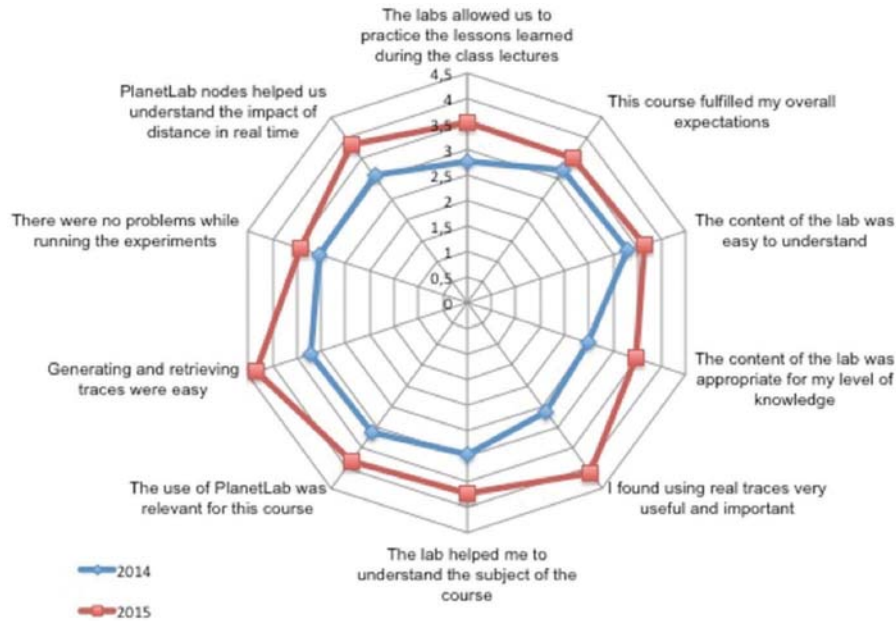 The labs allowed us to
practice the lessons learned
during the class lectures
PlanetLab nodes helped us
understand the impact of
distance in real time
This course fulfilled my overall
expectations
4,5
4
3,5
3
2,5
2
1,5
1
0,5
0
There were no problems while
running the experiments
The content of the lab was
easy to understand
Generating and retrieving
traces were easy
The content of the lab was
appropriate for my level of
knowledge
The use of PlanetLab was
relevant for this course
I found using real traces very
useful and important
The lab helped me to
understand the subject of the
course
2014
2015